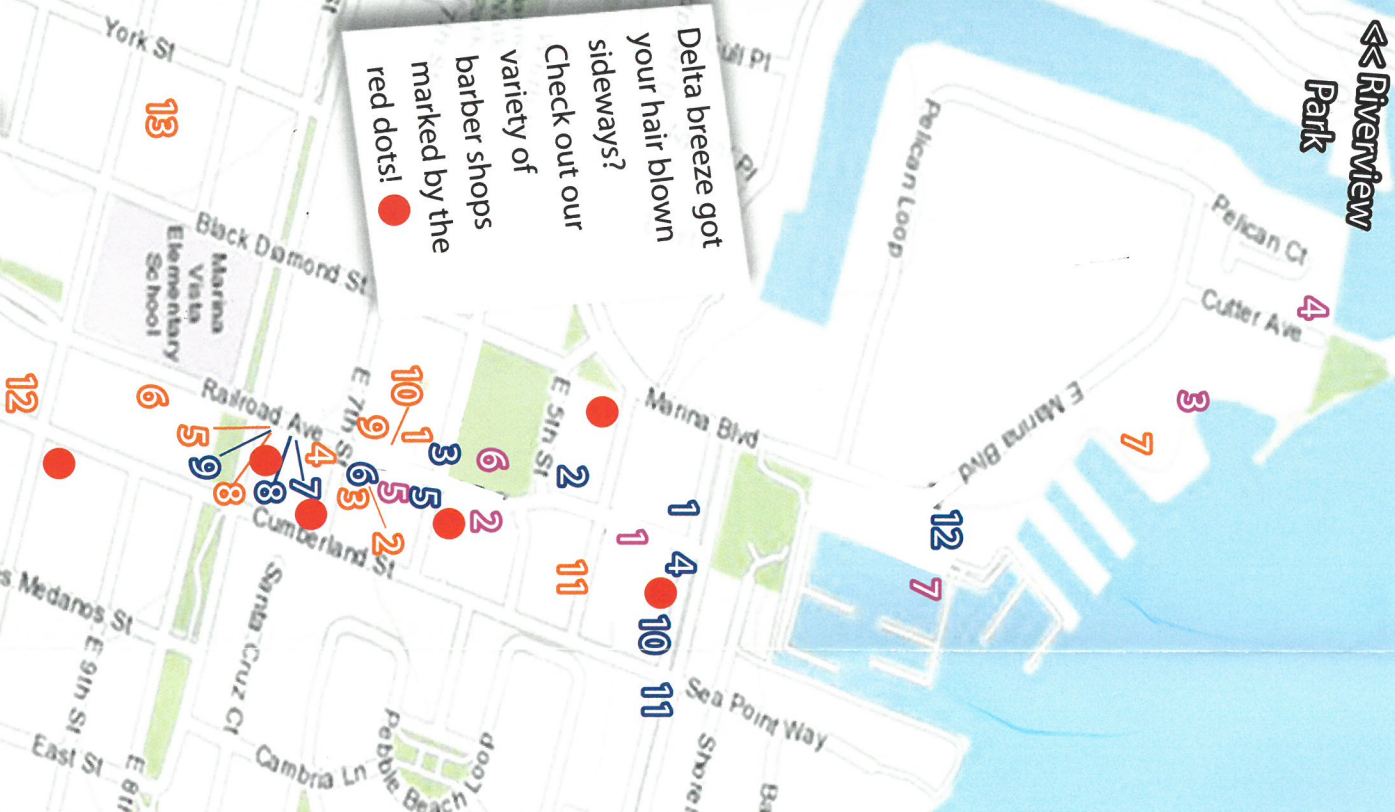 << Riverview
Park
Delta breeze got
your hair blown
sideways?
Check out our
variety of
barber shops
marked by the
red dots!
York St
Black Diamond St
Marina
Vista
Elementary
School
Railroad Ave
E 7th St
E 5th St
Marina Blvd
Pelican Loop
Pelican Ct
Cutter Ave
E Marina Blvd
Cumberland St
Santa Cruz Ct
s Medanos St
E 9th St
East St
E 8th
Cambria Ln
Pebble Beach
Loop
Sea Point Way
Shore
Pl
13
12
6
5
9
8
8
7
4
6
3
5
5
2
10
9
1
3
6
2
2
11
1
1
4
10
11
12
7
7
3
4